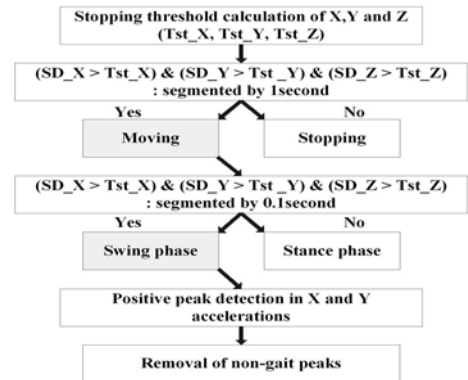 Stopping threshold calculation of X,Y and Z
(Tst_X, Tst_Y, Tst_Z)
(SD_X > Tst_X) & (SD_Y > Tst _Y) & (SD_Z > Tst_Z)
: segmented by 1second
Yes
No
Moving
Stopping
(SD_X > Tst_X) & (SD_Y > Tst _Y) & (SD_Z > Tst_Z)
: segmented by 0.1second
Yes
No
Swing phase
Stance phase
Positive peak detection in X and Y
accelerations
Removal of non-gait peaks